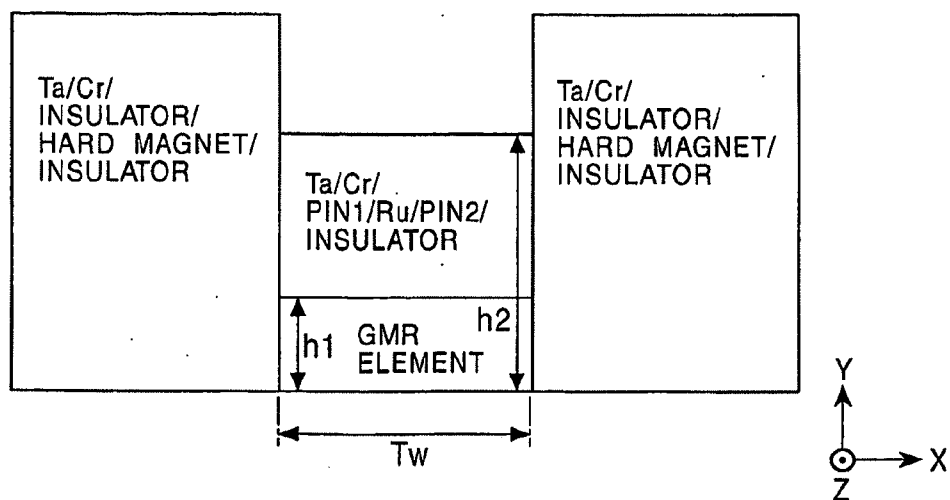 Ta/Cr/
INSULATOR/
HARD MAGNET/
INSULATOR
Ta/Cr/
PIN1/Ru/PIN2/
INSULATOR
h1
GMR
ELEMENT
h2
Tw
Ta/Cr/
INSULATOR/
HARD MAGNET/
INSULATOR
Y
X
Z